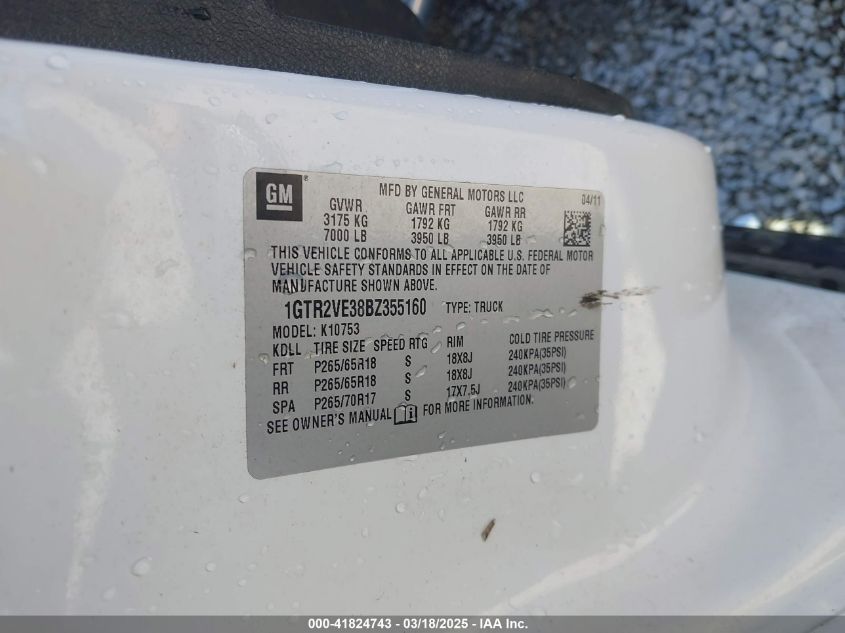 GM
MFD BY GENERAL MOTORS LLC
04/11
GVWR GAWR FRT GAWR RR
3175 KG 1792 KG 1792 KG
7000 LB 3950 LB 3950 LB
THIS VEHICLE CONFORMS TO ALL APPLICABLE U.S. FEDERAL MOTOR
VEHICLE SAFETY STANDARDS IN EFFECT ON THE DATE OF
MANUFACTURE SHOWN ABOVE.
1GTR2VE38BZ355160 TYPE: TRUCK
MODEL: K10753
KDLL TIRE SIZE SPEED RTG RIM COLD TIRE PRESSURE
FRT P265/65R18 S 18X8J 240KPA(35PSI)
RR P265/65R18 S 18X8J 240KPA(35PSI)
SPA P265/70R17 S 17X7.5J 240KPA(35PSI)
SEE OWNER'S MANUAL FOR MORE INFORMATION.
000-41824743 - 03/18/2025 - IAA Inc.